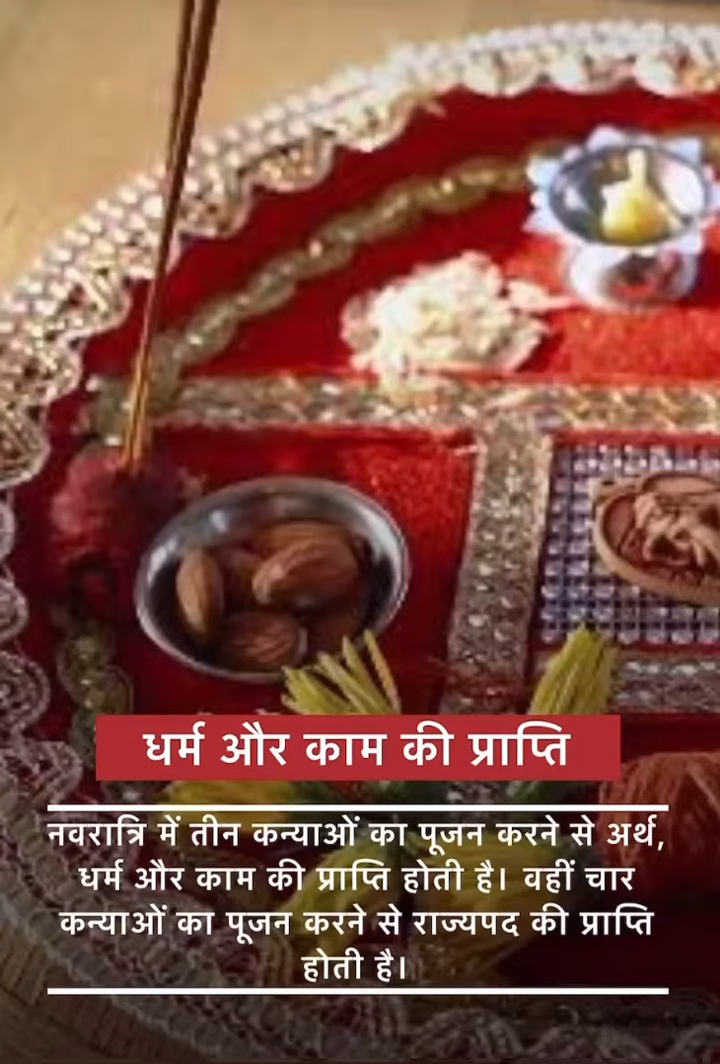 धर्म और काम की प्राप्ति
नवरात्रि में तीन कन्याओं का पूजन करने से अर्थ,
धर्म और काम की प्राप्ति होती है। वहीं चार
कन्याओं का पूजन करने से राज्यपद की प्राप्ति
होती है।